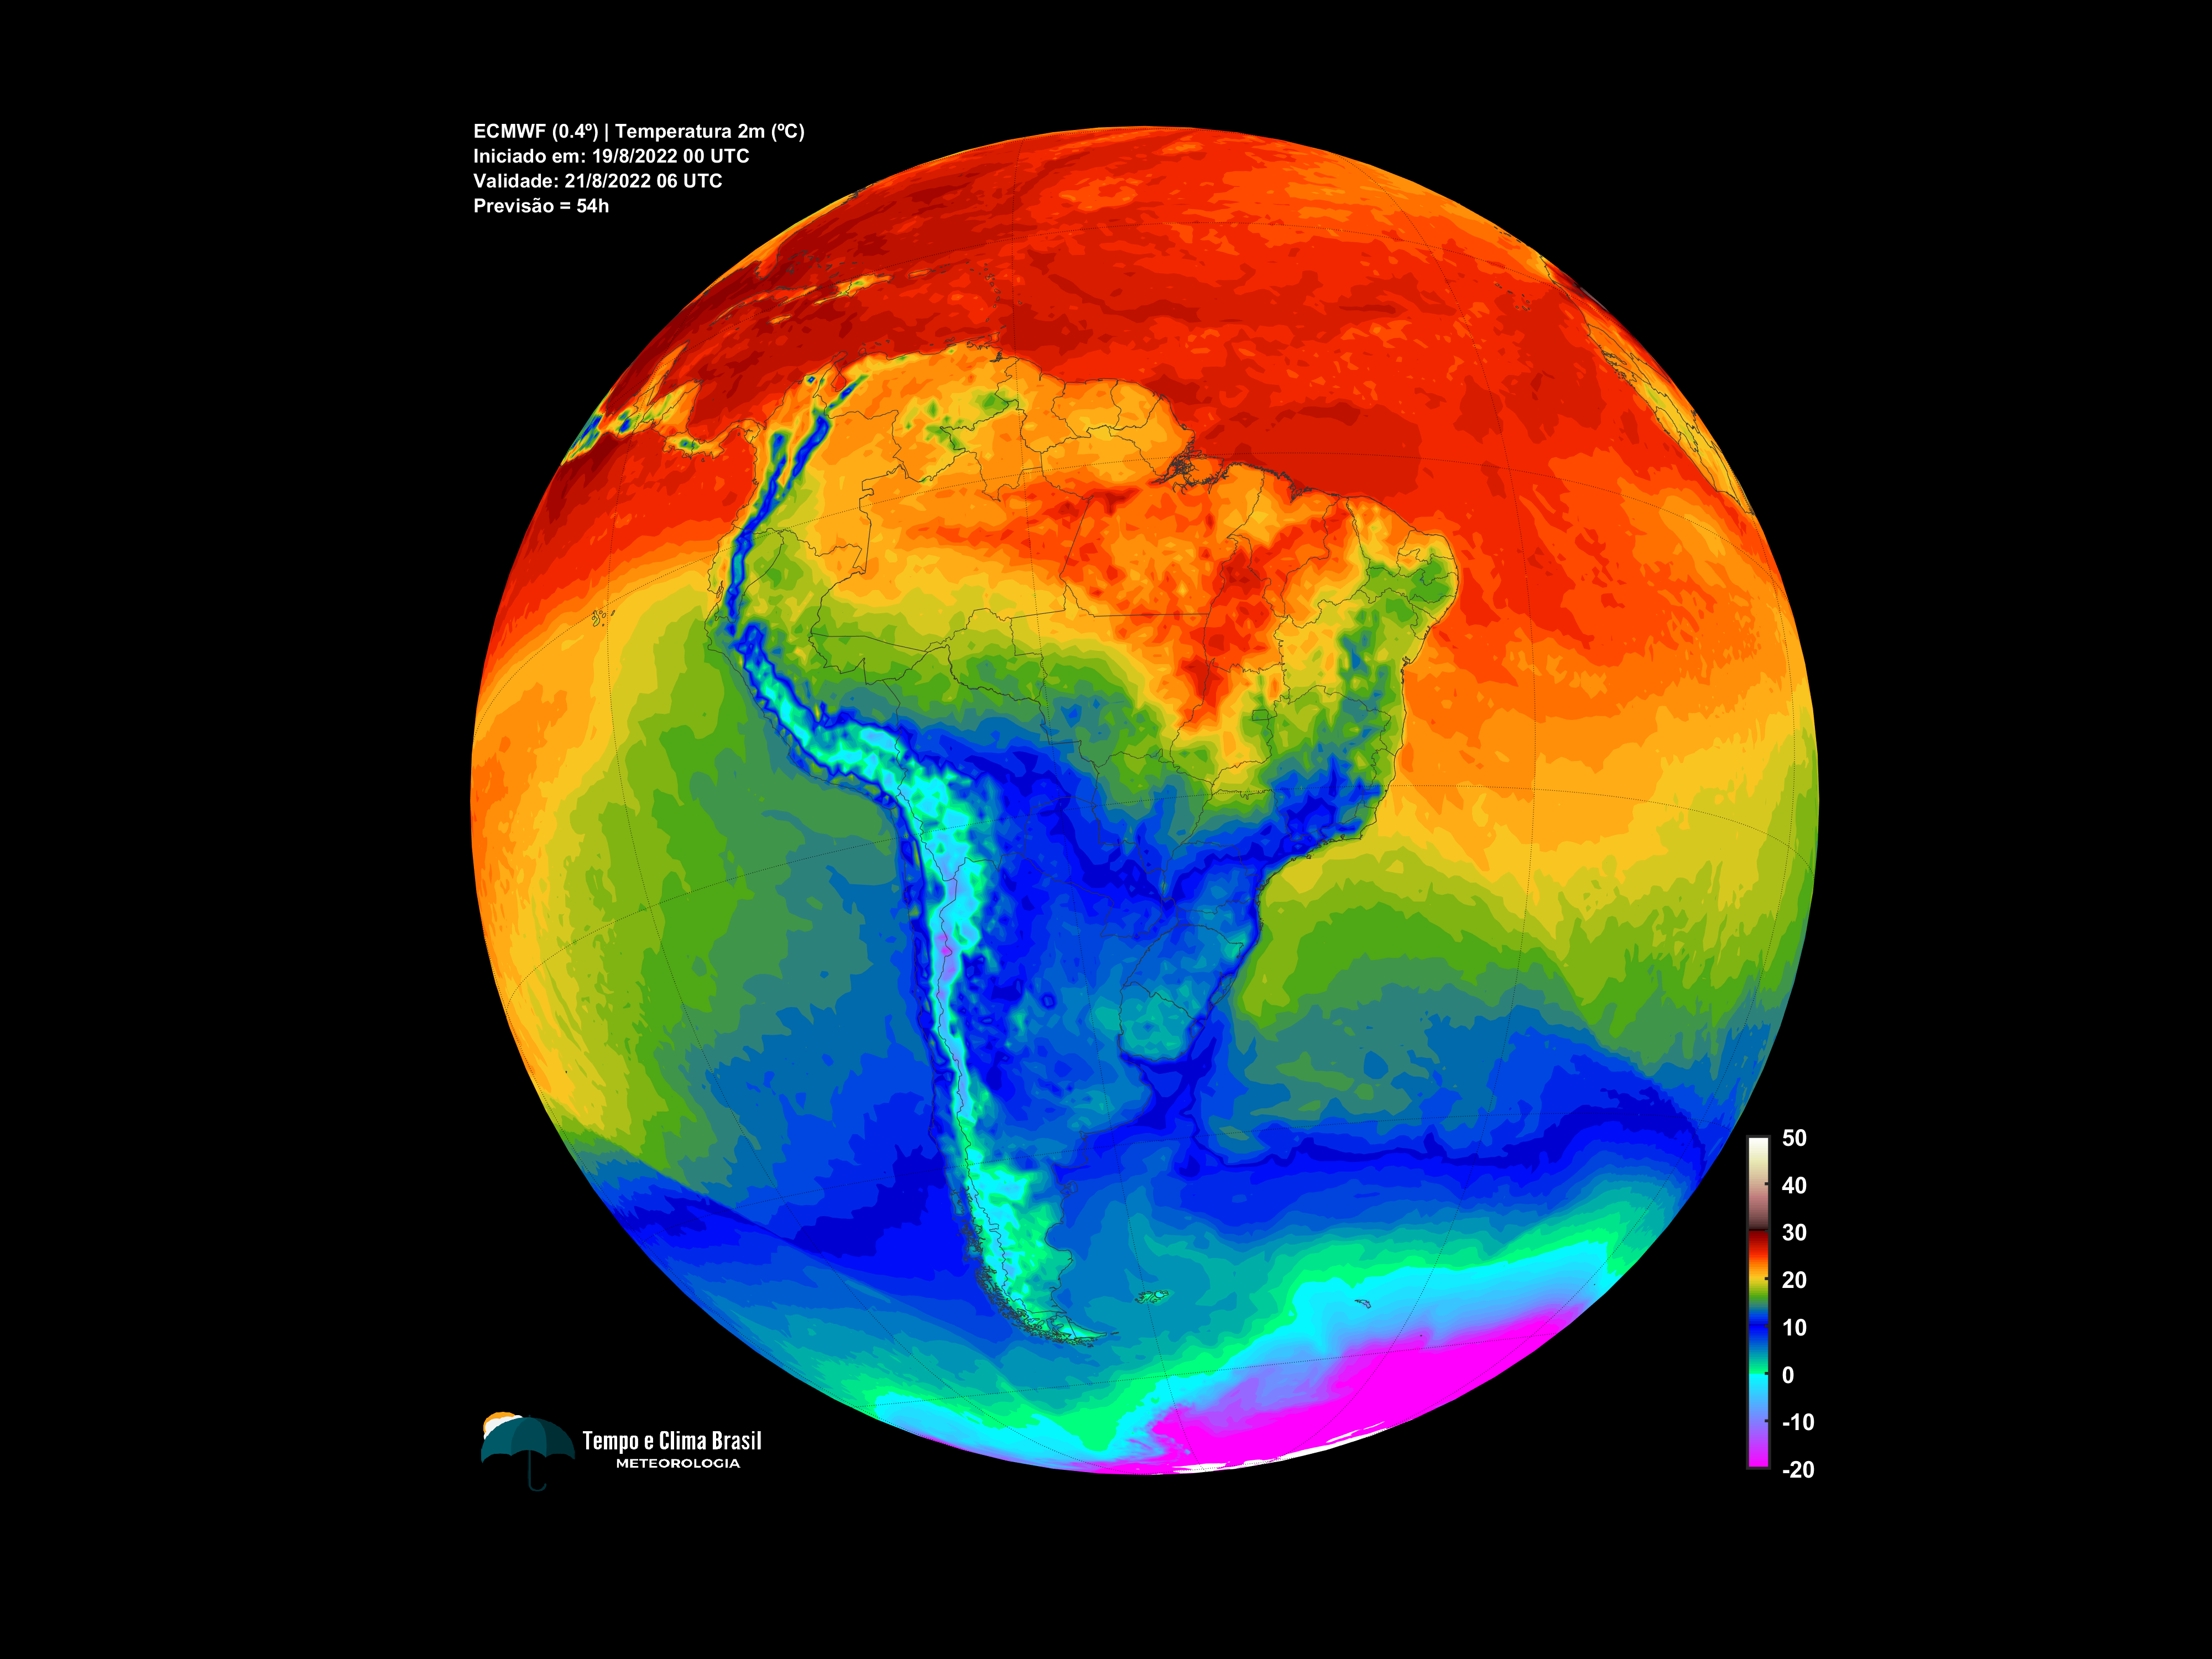 ECMWF (0.4º) | Temperatura 2m (ºC)
Iniciado em: 19/8/2022 00 UTC
Validade: 21/8/2022 06 UTC
Previsão = 54h
50
40
30
20
10
0
-10
-20
Tempo e Clima Brasil
METEOROLOGIA